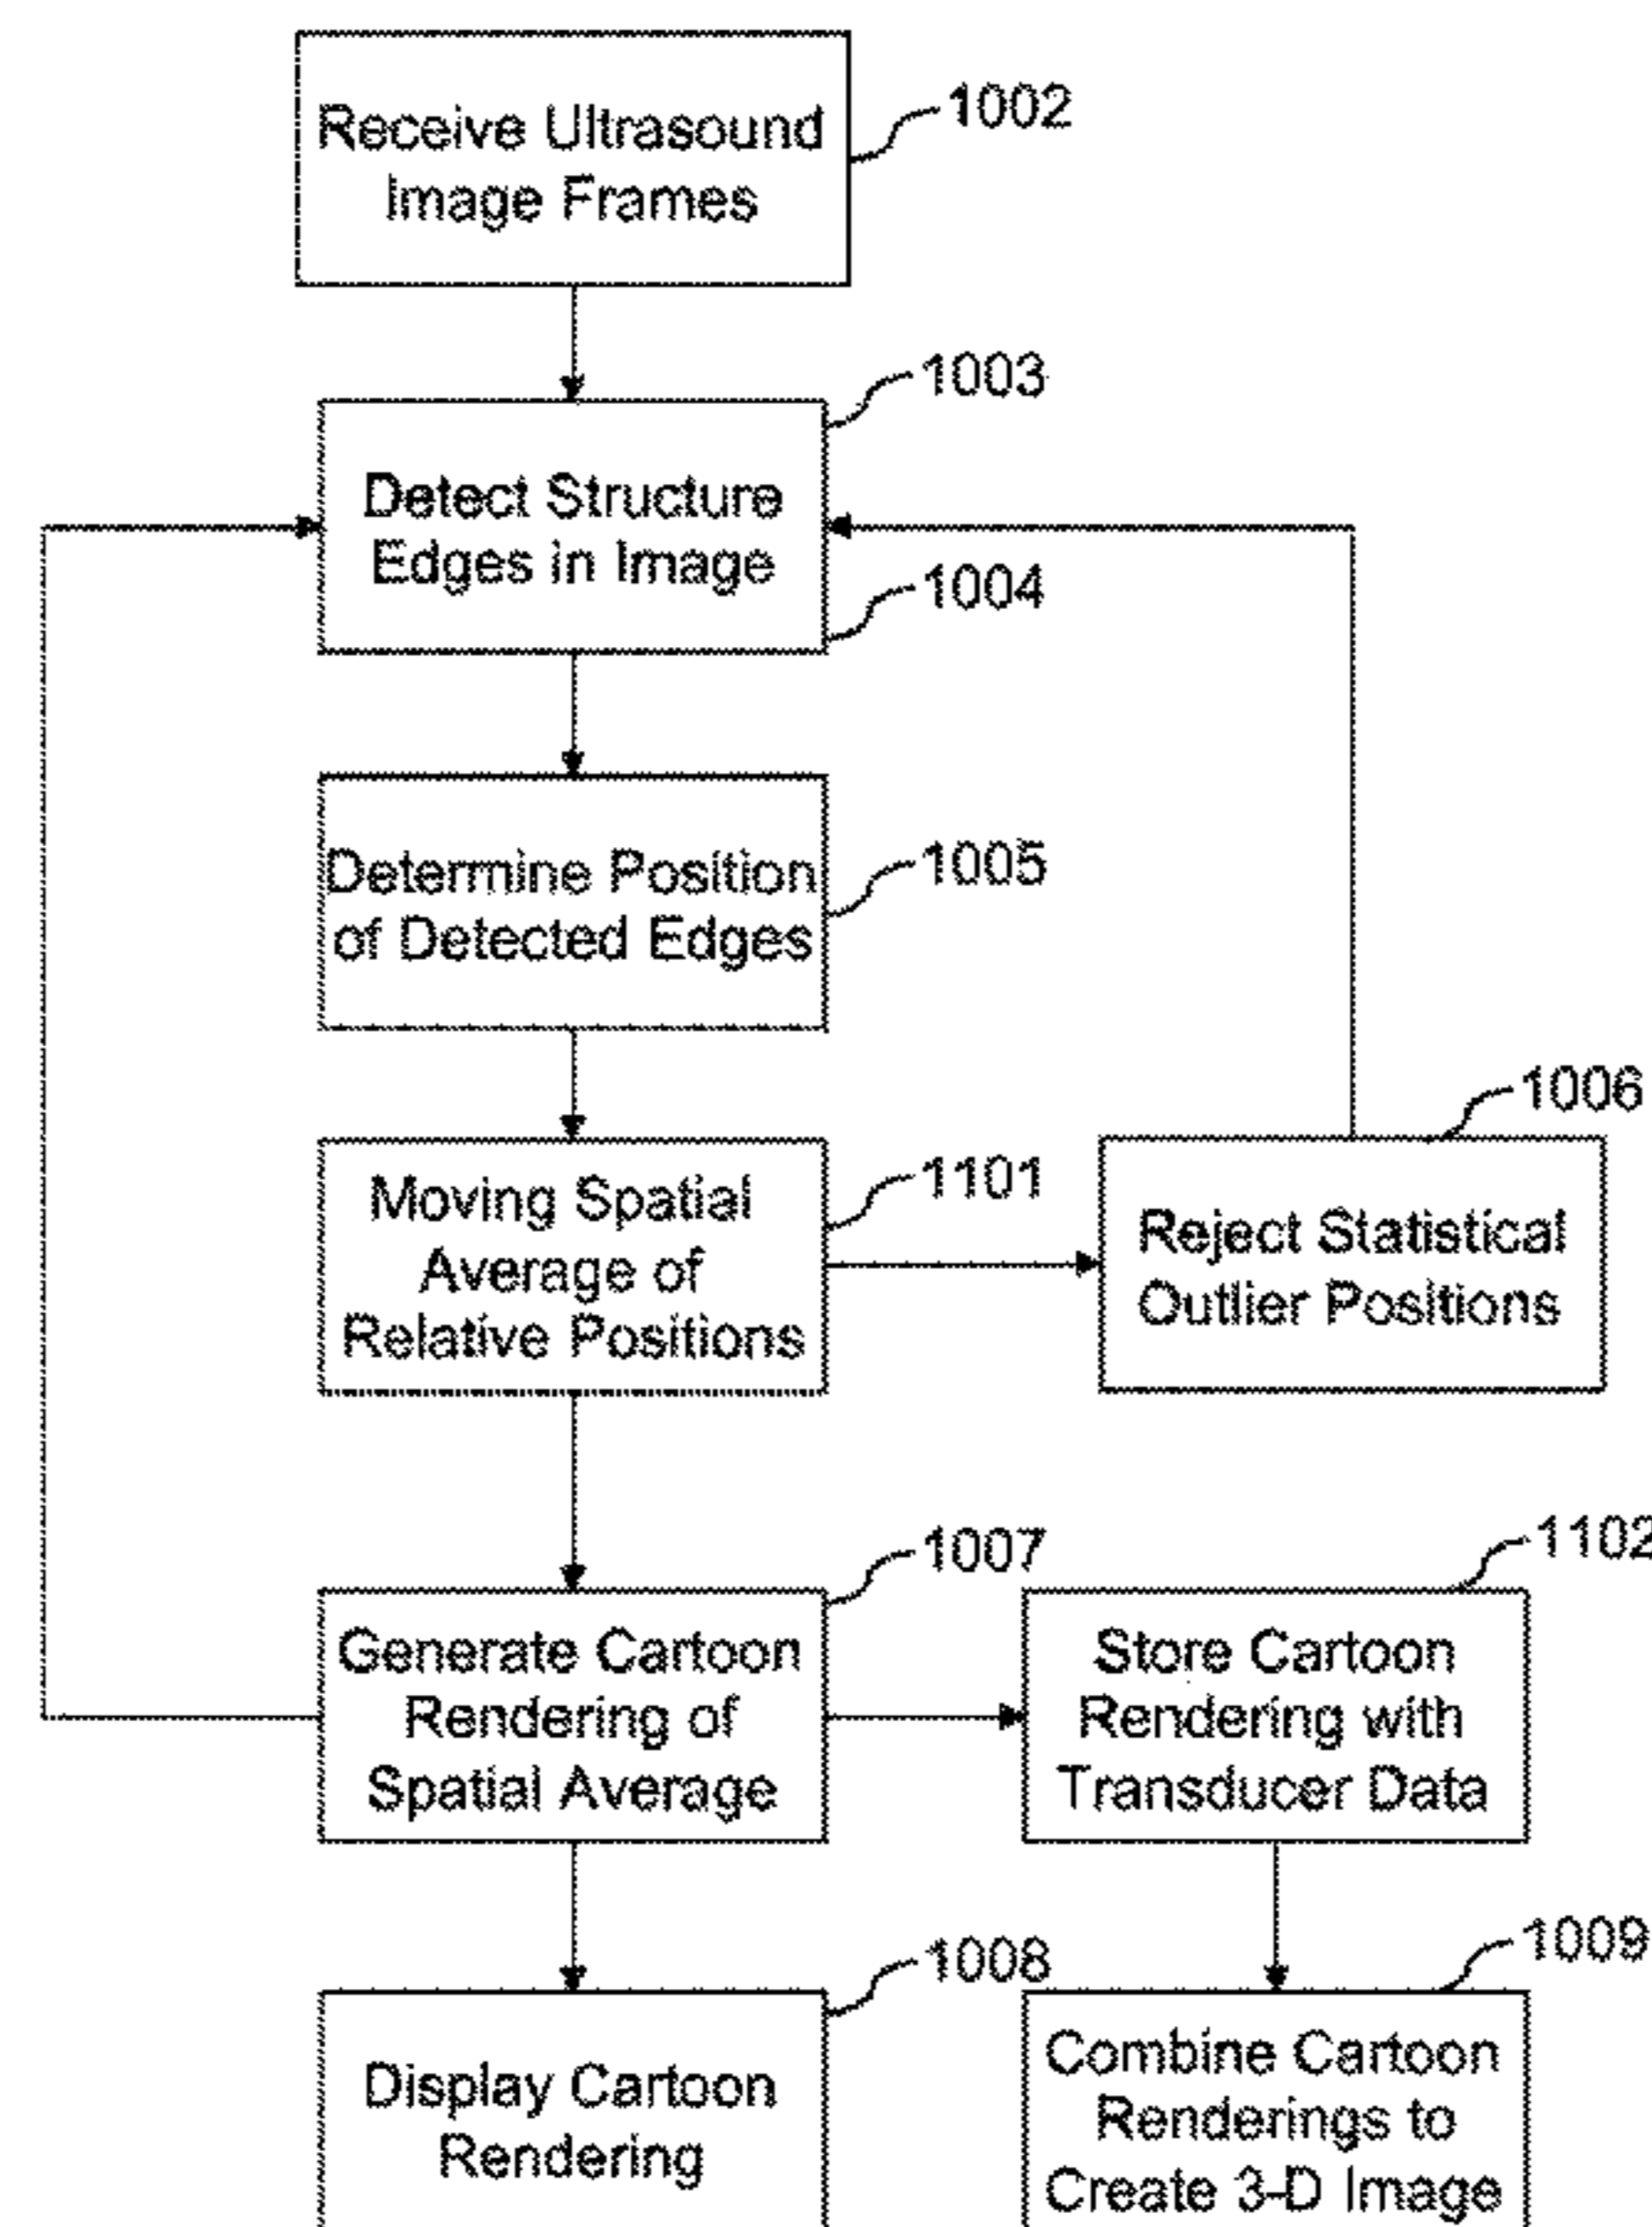 Receive Ultrasound
Image Frames
1002
1003
Detect Structure
Edges in Image
1004
Determine Position
of Detected Edges
1005
Moving Spatial
Average of
Relative Positions
1101
1006
Reject Statistical
Outlier Positions
Generate Cartoon
Rendering of
Spatial Average
1007
1102
Store Cartoon
Rendering with
Transducer Data
Display Cartoon
Rendering
1008
1009
Combine Cartoon
Renderings to
Create 3-D Image